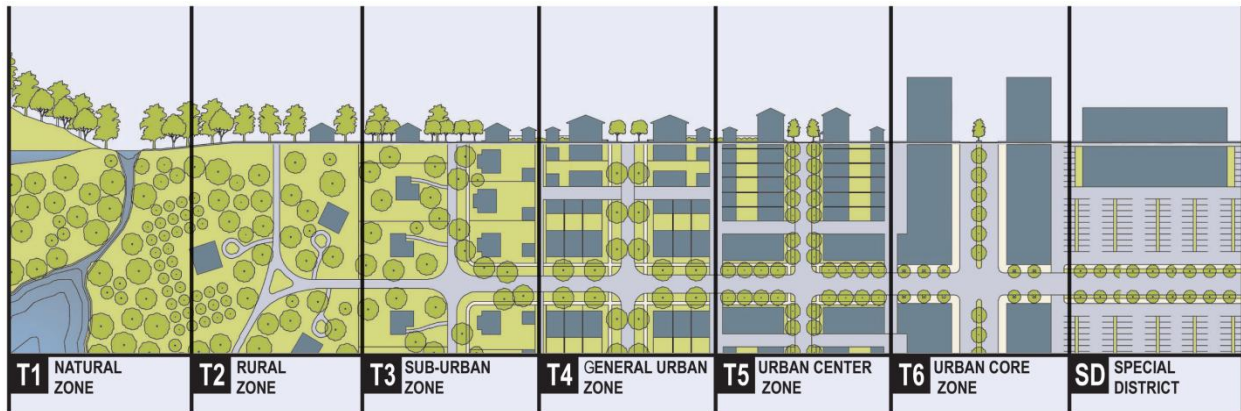 T1 NATURAL
ZONE
T2 RURAL
ZONE
T3 SUB-URBAN
ZONE
T4 GENERAL URBAN
ZONE
T5 URBAN CENTER
ZONE
T6 URBAN CORE
ZONE
SD SPECIAL
DISTRICT